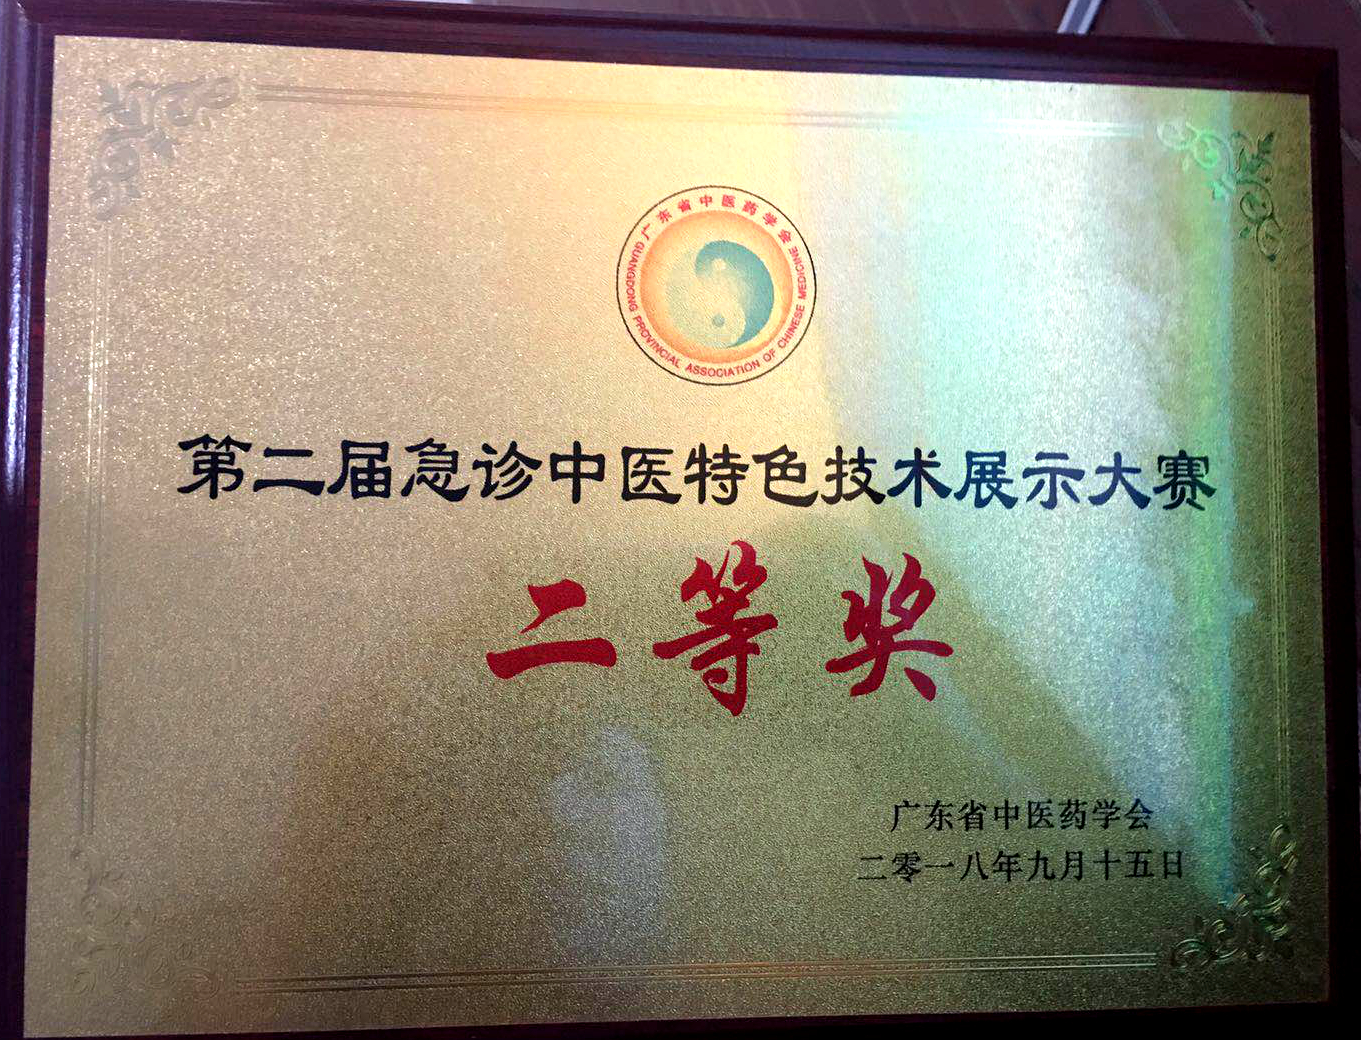 广东省中医药学会
GUANGDONG PROVINCIAL ASSOCIATION OF CHINESE MEDICINE
第二届急诊中医特色技术展示大赛
二等奖
广东省中医药学会
二零一八年九月十五日